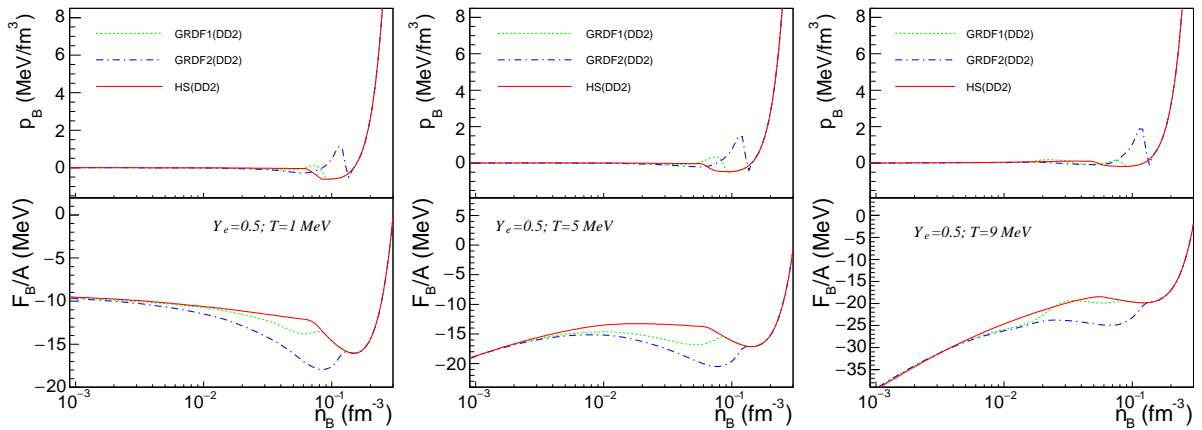 p_B (MeV/fm^3)
8
6
4
2
0
GRDF1(DD2)
GRDF2(DD2)
HS(DD2)
F_B/A (MeV)
0
−5
−10
−15
−20
Y_e=0.5; T=1 MeV
10^−3
10^−2
10^−1
n_B (fm^-3)
p_B (MeV/fm^3)
8
6
4
2
0
GRDF1(DD2)
GRDF2(DD2)
HS(DD2)
F_B/A (MeV)
5
0
−5
−10
−15
−20
Y_e=0.5; T=5 MeV
10^−3
10^−2
10^−1
n_B (fm^-3)
p_B (MeV/fm^3)
8
6
4
2
0
GRDF1(DD2)
GRDF2(DD2)
HS(DD2)
F_B/A (MeV)
0
−5
−10
−15
−20
−25
−30
−35
Y_e=0.5; T=9 MeV
10^−3
10^−2
10^−1
n_B (fm^-3)